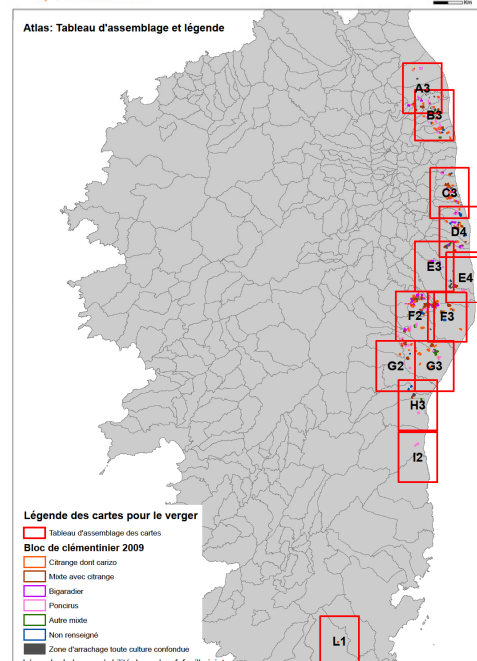 Km
Atlas: Tableau d'assemblage et légende
A3
B3
C3
D4
E3
E4
F2
E3
G2
G3
H3
I2
L1
Légende des cartes pour le verger
Tableau d'assemblage des cartes
Bloc de clémentinier 2009
Citrange dont carizo
Mixte avec citrange
Bigaradier
Poncirus
Autre mixte
Non renseigné
Zone d'arrachage toute culture confondue